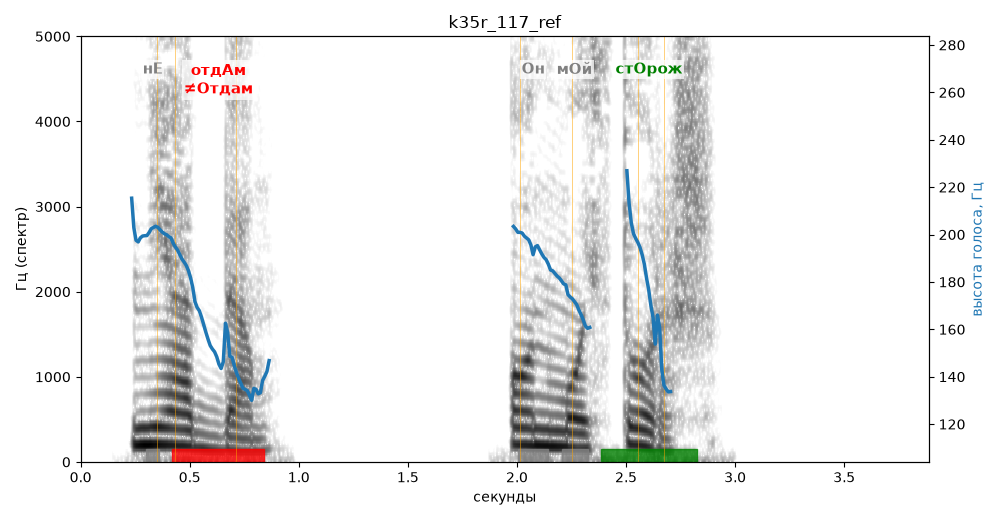 k35r_117_ref
5000
4000
3000
2000
1000
0
Гц (спектр)
нЕ
отдАм
≠Отдам
Он
мОй
стОрож
280
260
240
220
200
180
160
140
120
высота голоса, Гц
0.0 0.5 1.0 1.5 2.0 2.5 3.0 3.5
секунды